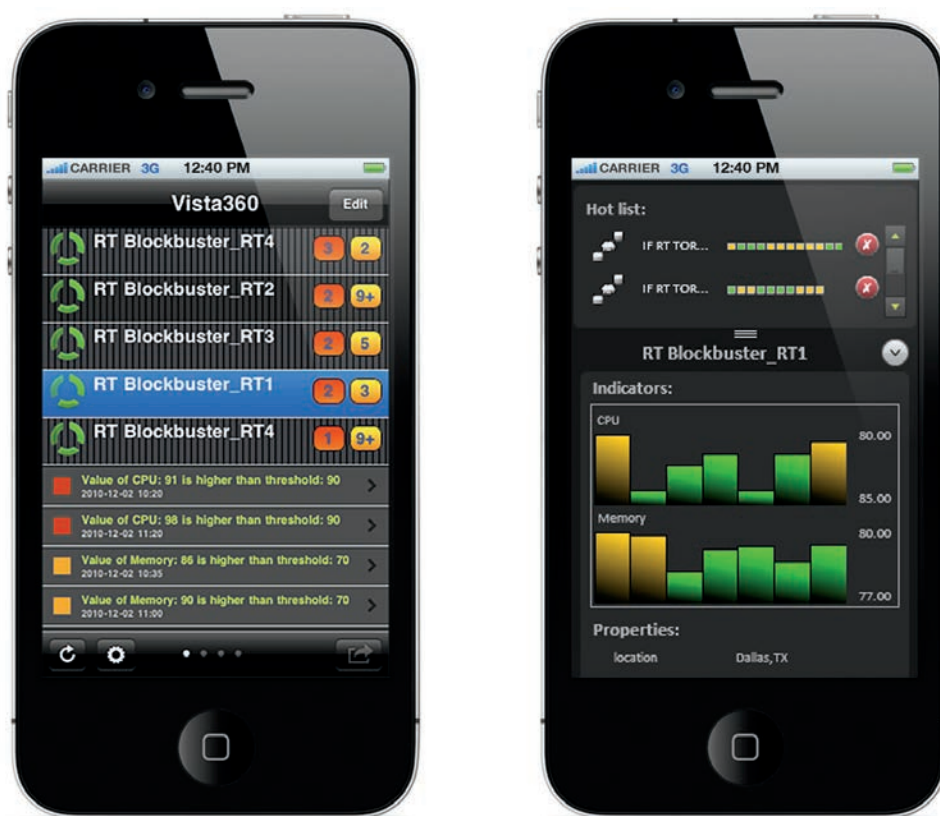 CARRIER 3G 12:40 PM
Vista360
Edit
RT Blockbuster_RT4 3 2
RT Blockbuster_RT2 2 9+
RT Blockbuster_RT3 2 5
RT Blockbuster_RT1 2 3
RT Blockbuster_RT4 1 9+
Value of CPU: 91 is higher than threshold: 90
2010-12-02 10:20
Value of CPU: 98 is higher than threshold: 90
2010-12-02 11:20
Value of Memory: 86 is higher than threshold: 70
2010-12-02 10:35
Value of Memory: 90 is higher than threshold: 70
2010-12-02 11:00
CARRIER 3G 12:40 PM
Hot list:
IF RT TOR...
IF RT TOR...
RT Blockbuster_RT1
Indicators:
CPU
80.00
85.00
Memory
80.00
77.00
Properties:
location Dallas,TX